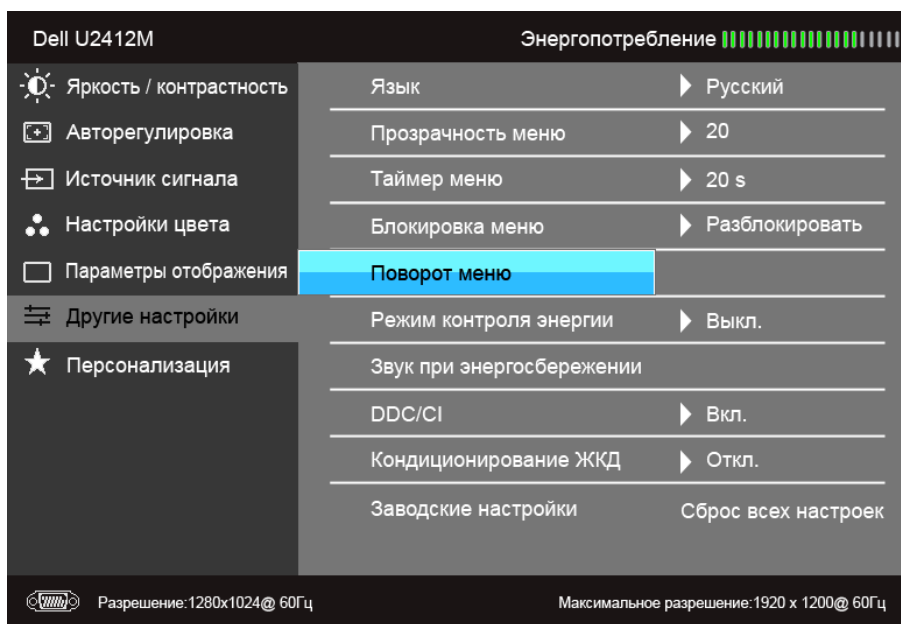 Dell U2412M Энергопотребление
Яркость / контрастность Язык Русский
Авторегулировка Прозрачность меню 20
Источник сигнала Таймер меню 20 s
Настройки цвета Блокировка меню Разблокировать
Параметры отображения Поворот меню
Другие настройки Режим контроля энергии Выкл.
Персонализация Звук при энергосбережении
DDC/CI Вкл.
Кондиционирование ЖКД Откл.
Заводские настройки Сброс всех настроек
Разрешение:1280x1024@ 60Гц Максимальное разрешение:1920 x 1200@ 60Гц